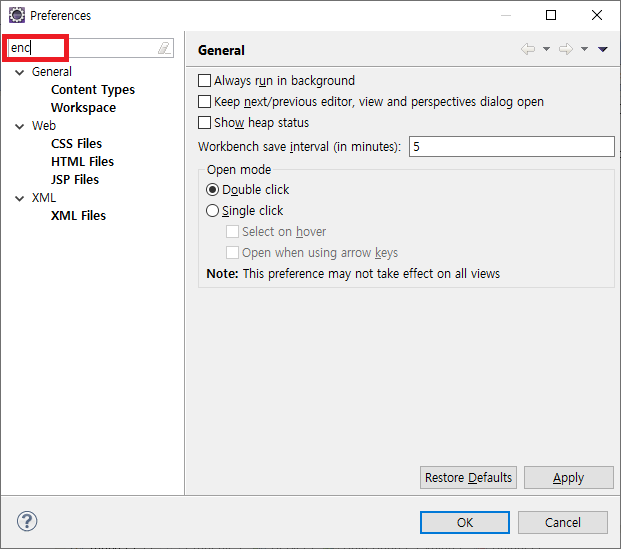 Preferences
enc
General
Content Types
Workspace
Web
CSS Files
HTML Files
JSP Files
XML
XML Files
General
Always run in background
Keep next/previous editor, view and perspectives dialog open
Show heap status
Workbench save interval (in minutes): 5
Open mode
Double click
Single click
Select on hover
Open when using arrow keys
Note: This preference may not take effect on all views
Restore Defaults Apply
? OK Cancel